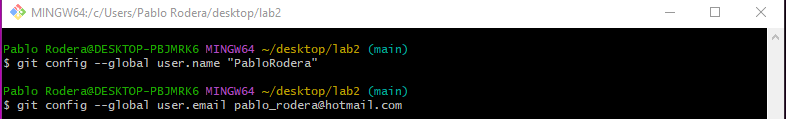 MINGW64:/c/Users/Pablo Rodera/desktop/lab2
Pablo Rodera@DESKTOP-PBJMRK6 MINGW64 ~/desktop/lab2 (main)
$ git config --global user.name "PabloRodera"
Pablo Rodera@DESKTOP-PBJMRK6 MINGW64 ~/desktop/lab2 (main)
$ git config --global user.email pablo_rodera@hotmail.com